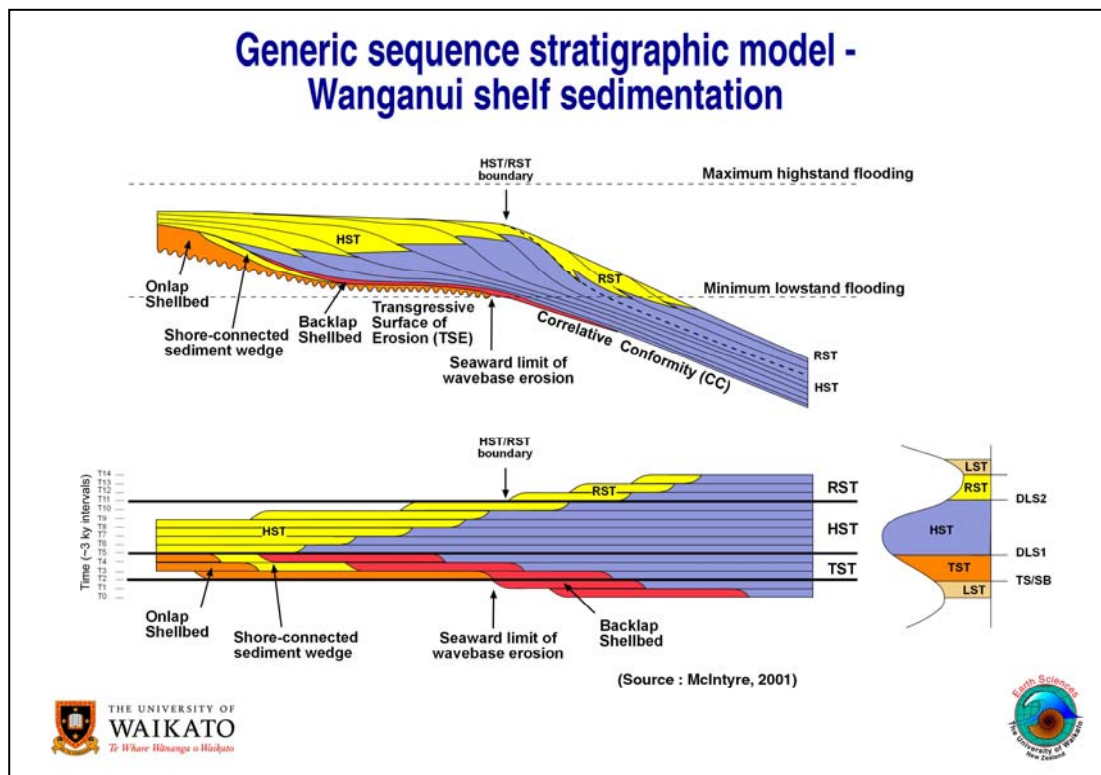 Generic sequence stratigraphic model -
Wanganui shelf sedimentation
HST/RST
boundary
Maximum highstand flooding
HST
RST
Onlap
Shellbed
Minimum lowstand flooding
Shore-connected
sediment wedge
Backlap
Shellbed
Transgressive
Surface of
Erosion (TSE)
Seaward limit of
wavebase erosion
Correlative Conformity (CC)
RST
HST
HST/RST
boundary
Time (~3 ky intervals)
T14
T13
T12
T11
T10
T9
T8
T7
T6
T5
T4
T3
T2
T1
T0
RST
HST
RST
HST
TST
Onlap
Shellbed
Shore-connected
sediment wedge
Seaward limit of
wavebase erosion
Backlap
Shellbed
LST
RST
DLS2
HST
DLS1
TST
TS/SB
LST
(Source : McIntyre, 2001)
THE UNIVERSITY OF
WAIKATO
Te Whare Wānanga o Waikato
Earth Sciences
The University of Waikato
New Zealand